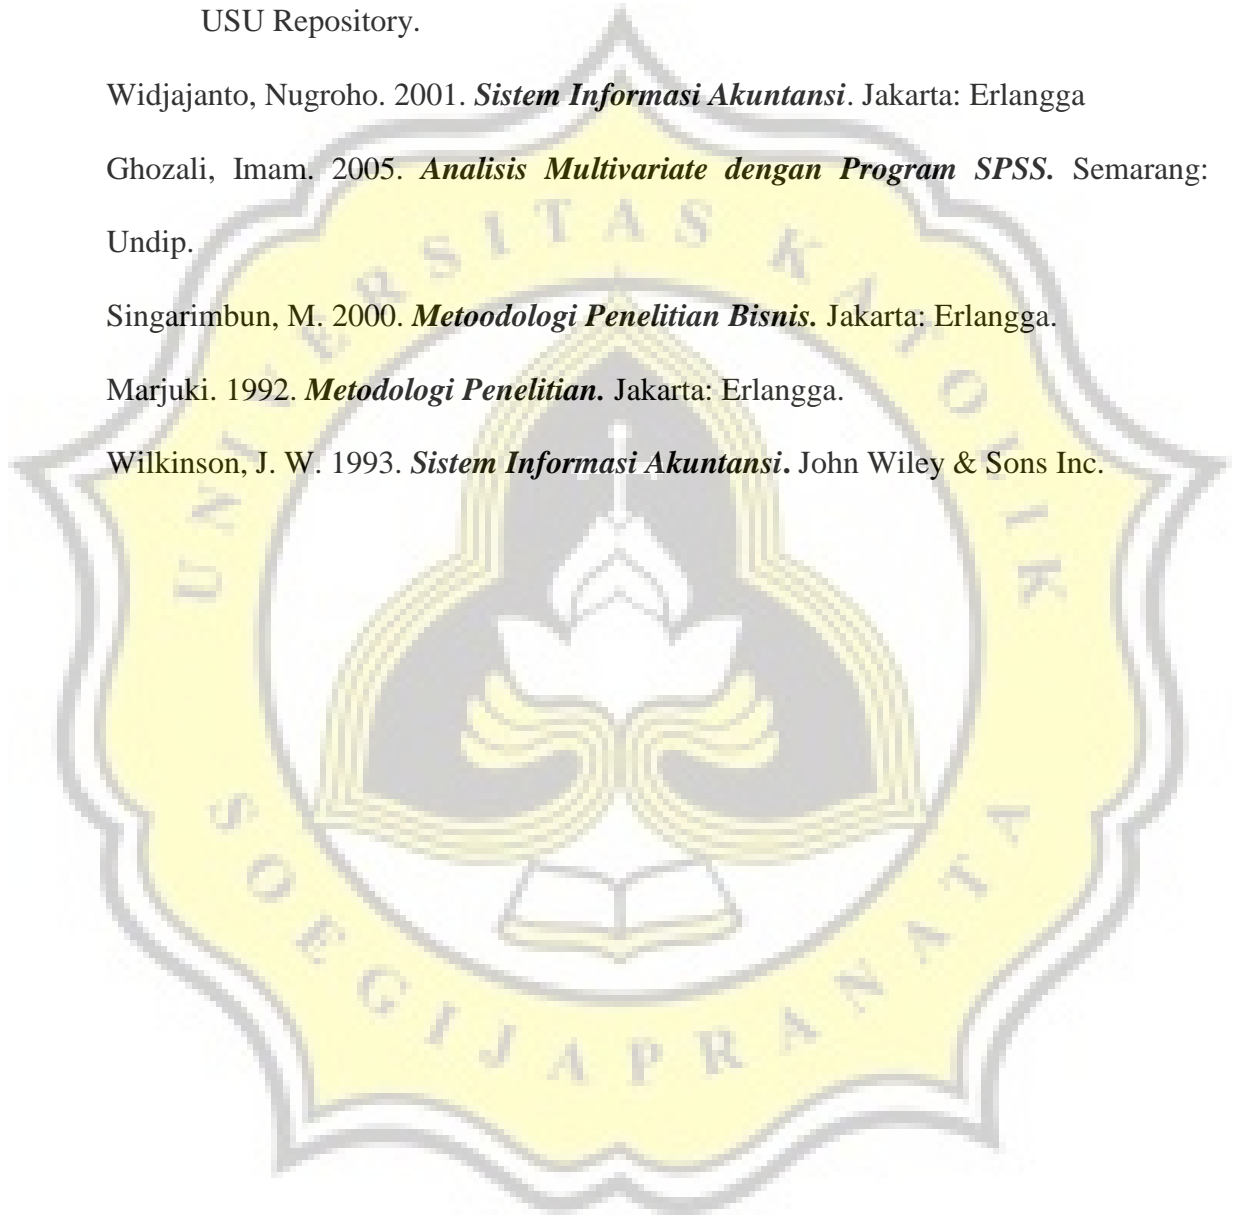 USU Repository.
Widjajanto, Nugroho. 2001. Sistem Informasi Akuntansi. Jakarta: Erlangga
Ghozali, Imam. 2005. Analisis Multivariate dengan Program SPSS. Semarang:
Undip.
Singarimbun, M. 2000. Metoodologi Penelitian Bisnis. Jakarta: Erlangga.
Marjuki. 1992. Metodologi Penelitian. Jakarta: Erlangga.
Wilkinson, J. W. 1993. Sistem Informasi Akuntansi. John Wiley & Sons Inc.
UNIVERSITAS KATOLIK
SOEGIJAPRANATA